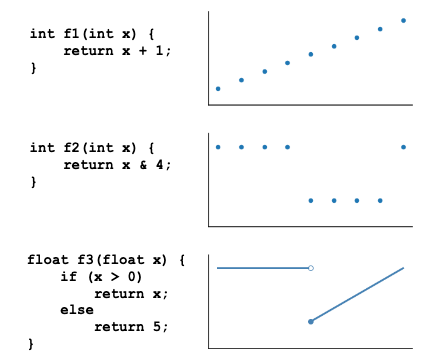 int f1(int x) {
    return x + 1;
}
int f2(int x) {
    return x & 4;
}
float f3(float x) {
    if (x > 0)
        return x;
    else
        return 5;
}